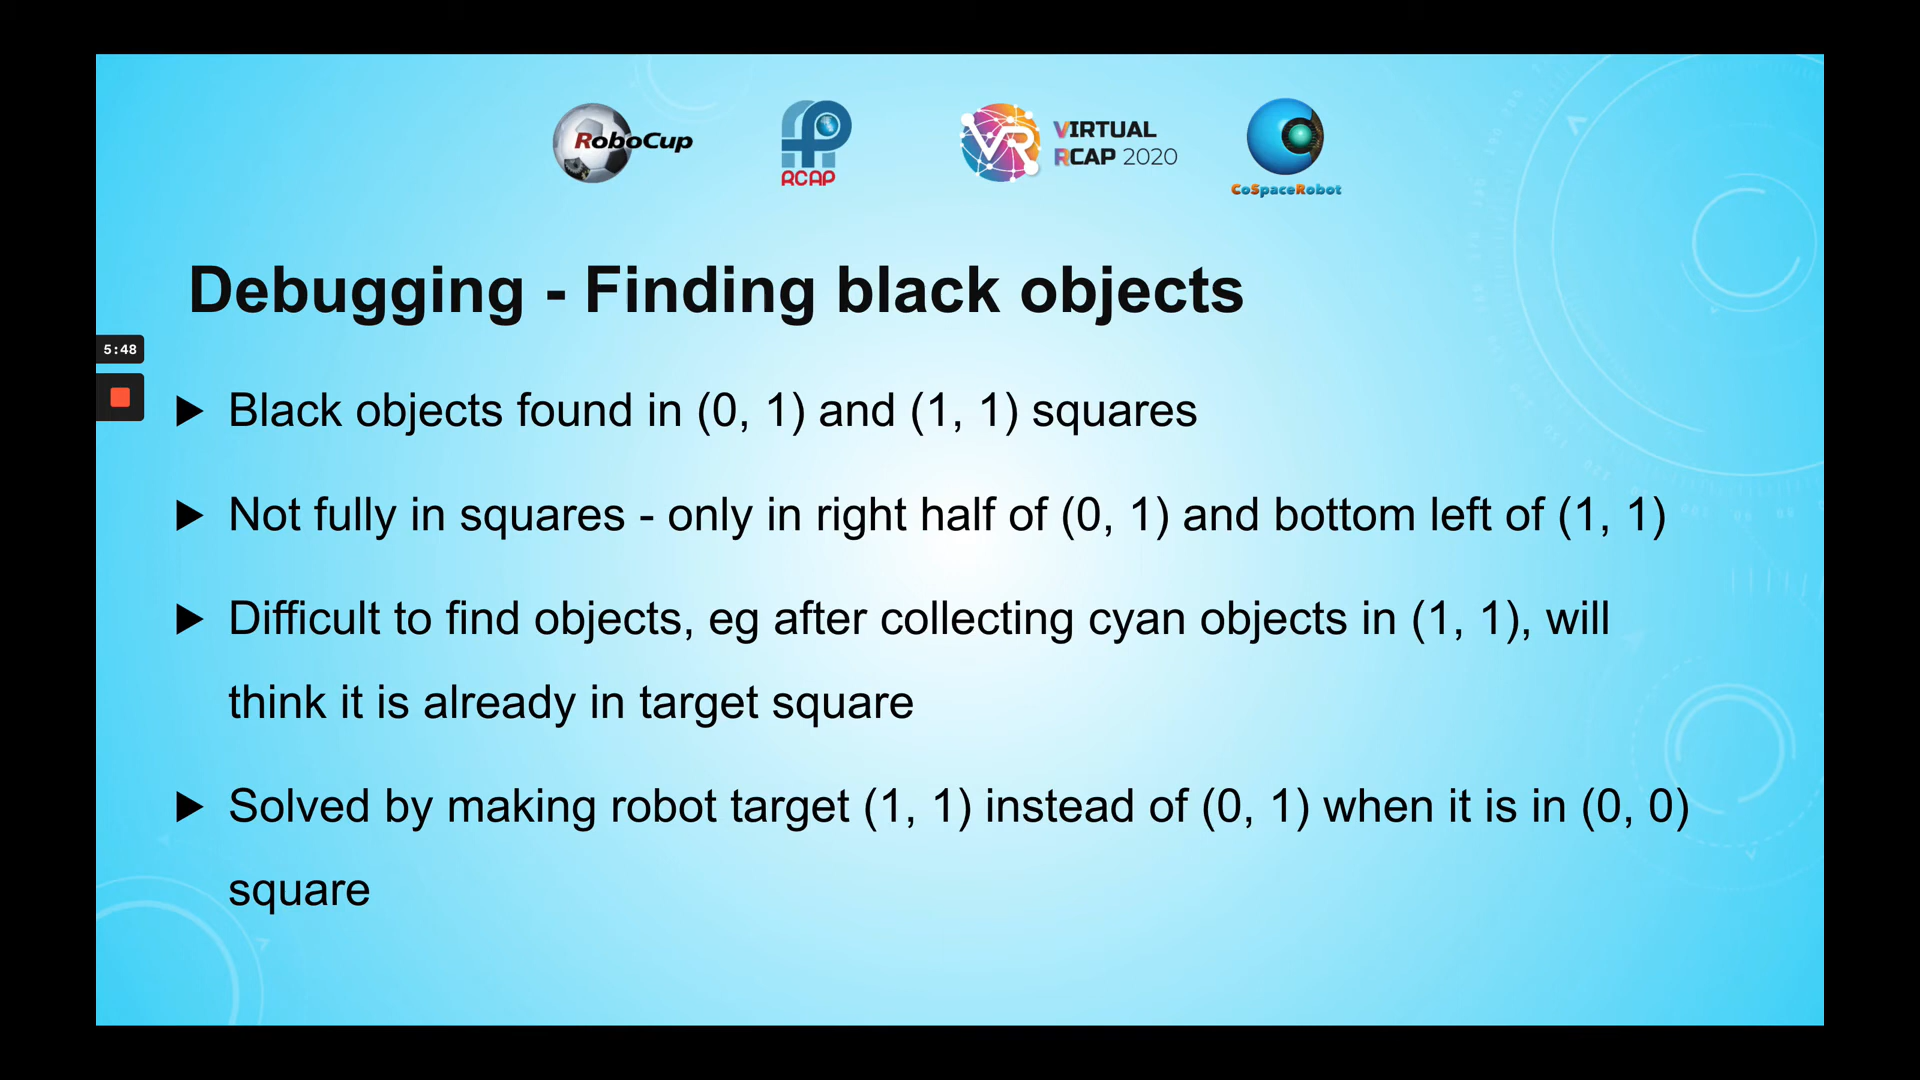 RoboCup
RCAP
VR
VIRTUAL
RCAP 2020
CoSpaceRobot
Debugging - Finding black objects
5:48
Black objects found in (0, 1) and (1, 1) squares
Not fully in squares - only in right half of (0, 1) and bottom left of (1, 1)
Difficult to find objects, eg after collecting cyan objects in (1, 1), will
think it is already in target square
Solved by making robot target (1, 1) instead of (0, 1) when it is in (0, 0)
square